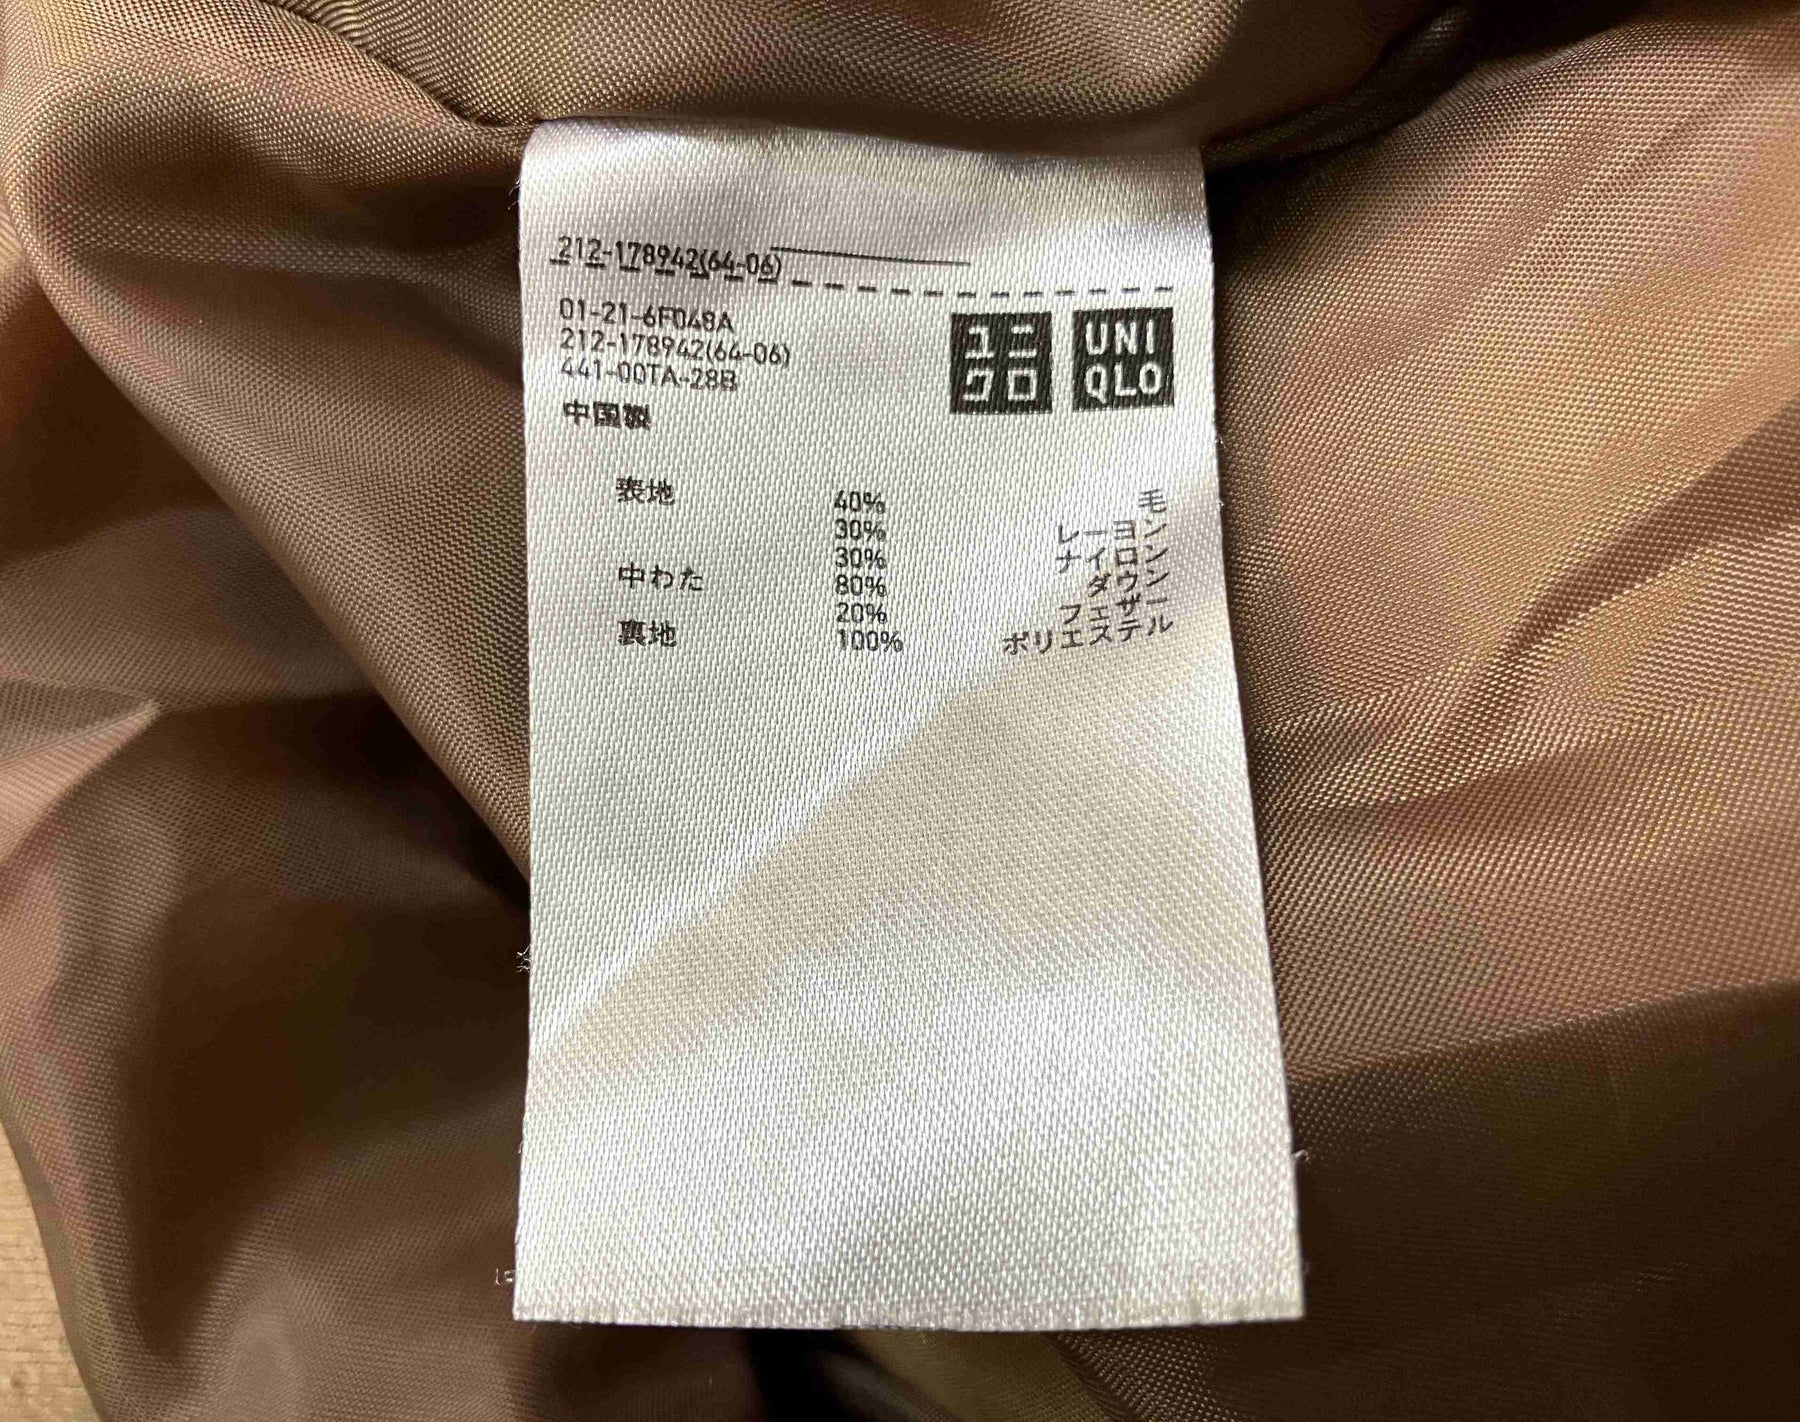 212-178942(64-06)
01-21-6F048A
212-178942(64-06)
441-00TA-28B
中国製
ユニ
クロ
UNI
QLO
表地 40% 毛
30% レーヨン
30% ナイロン
中わた 80% ダウン
20% フェザー
裏地 100% ポリエステル